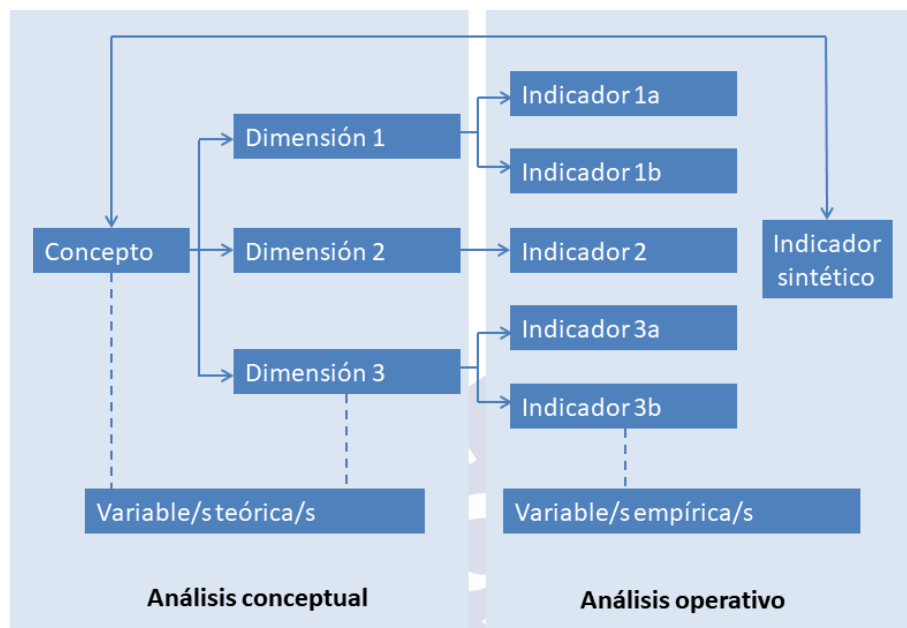 Indicador 1a
Dimensión 1
Indicador 1b
Concepto
Dimensión 2
Indicador 2
Indicador
sintético
Indicador 3a
Dimensión 3
Indicador 3b
Variable/s teórica/s
Variable/s empírica/s
Análisis conceptual
Análisis operativo